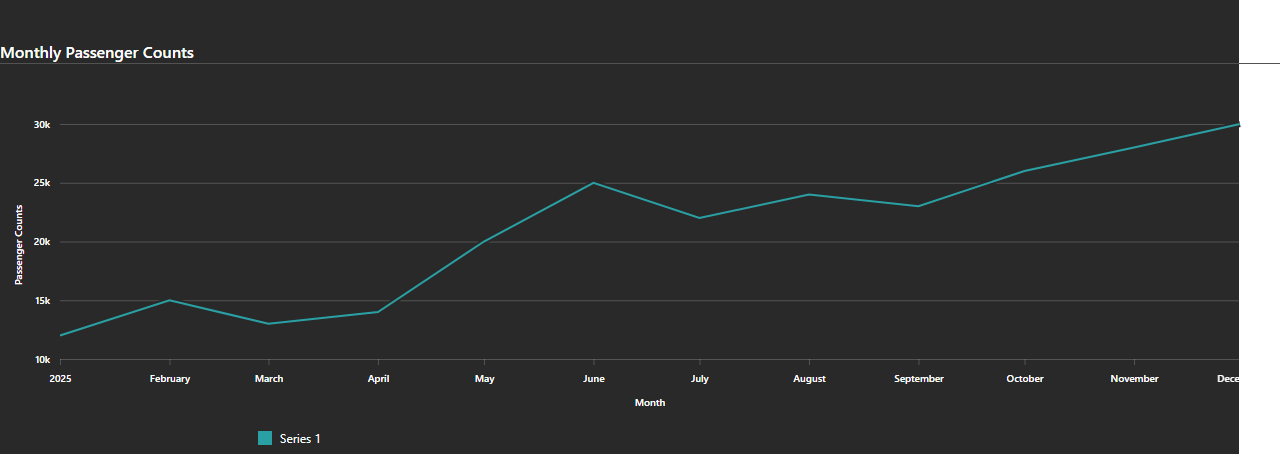 Monthly Passenger Counts
30k
25k
20k
15k
10k
Passenger Counts
2025 February March April May June July August September October November Dece
Month
Series 1